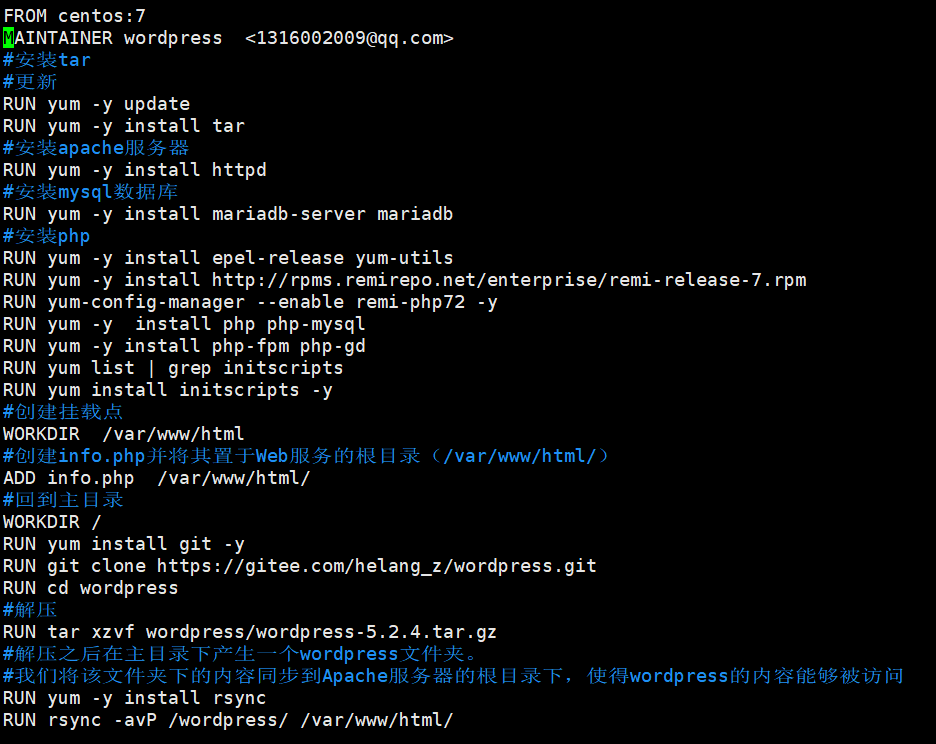 FROM centos:7
MAINTAINER wordpress  <1316002009@qq.com>
#安装tar
#更新
RUN yum -y update
RUN yum -y install tar
#安装apache服务器
RUN yum -y install httpd
#安装mysql数据库
RUN yum -y install mariadb-server mariadb
#安装php
RUN yum -y install epel-release yum-utils
RUN yum -y install http://rpms.remirepo.net/enterprise/remi-release-7.rpm
RUN yum-config-manager --enable remi-php72 -y
RUN yum -y  install php php-mysql
RUN yum -y install php-fpm php-gd
RUN yum list | grep initscripts
RUN yum install initscripts -y
#创建挂载点
WORKDIR  /var/www/html
#创建info.php并将其置于Web服务的根目录（/var/www/html/）
ADD info.php  /var/www/html/
#回到主目录
WORKDIR /
RUN yum install git -y
RUN git clone https://gitee.com/helang_z/wordpress.git
RUN cd wordpress
#解压
RUN tar xzvf wordpress/wordpress-5.2.4.tar.gz
#解压之后在主目录下产生一个wordpress文件夹。
#我们将该文件夹下的内容同步到Apache服务器的根目录下，使得wordpress的内容能够被访问
RUN yum -y install rsync
RUN rsync -avP /wordpress/ /var/www/html/